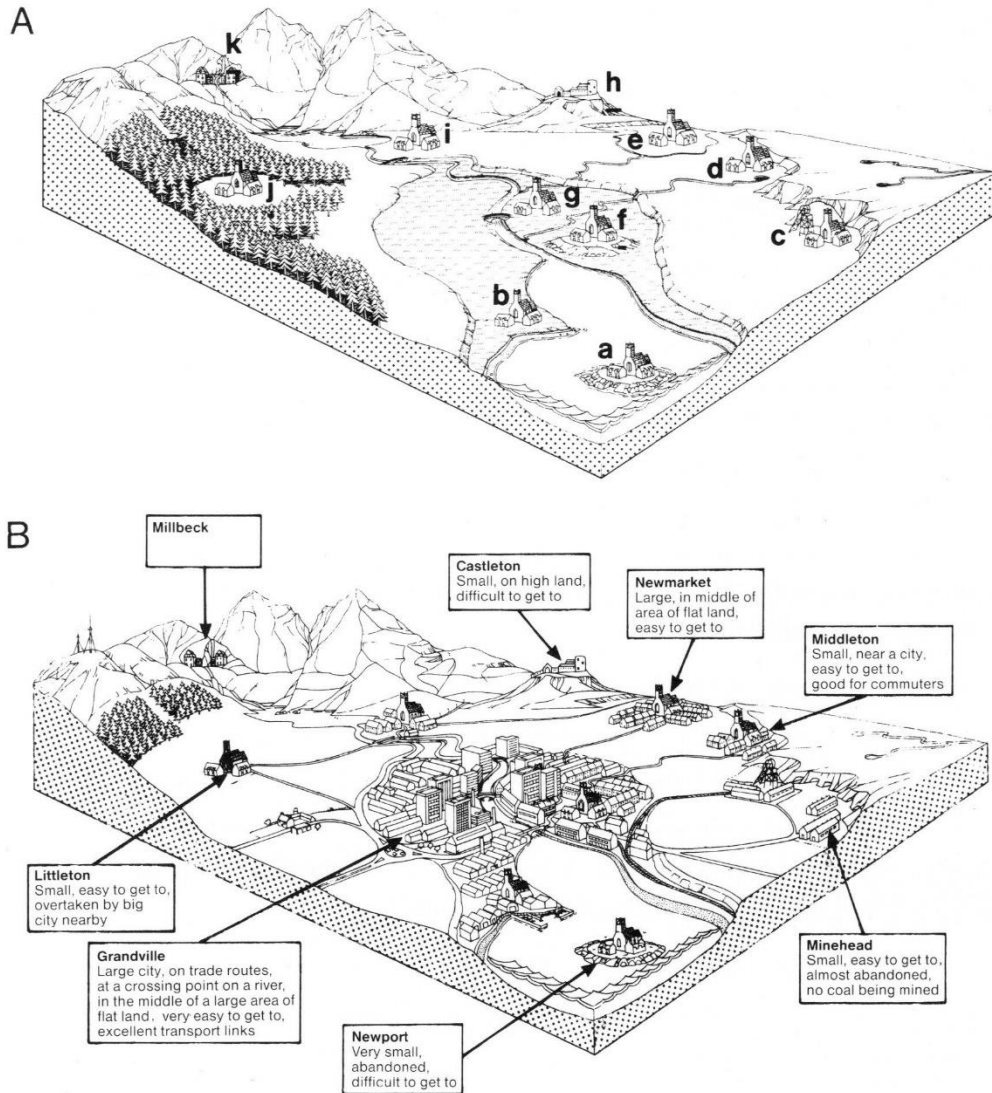 A
k
h
i
e
d
j
g
f
c
b
a
B
Millbeck
Castleton
Small, on high land,
difficult to get to
Newmarket
Large, in middle of
area of flat land,
easy to get to
Middleton
Small, near a city,
easy to get to,
good for commuters
Littleton
Small, easy to get to,
overtaken by big
city nearby
Grandville
Large city, on trade routes,
at a crossing point on a river,
in the middle of a large area of
flat land, very easy to get to,
excellent transport links
Newport
Very small,
abandoned,
difficult to get to
Minehead
Small, easy to get to,
almost abandoned,
no coal being mined